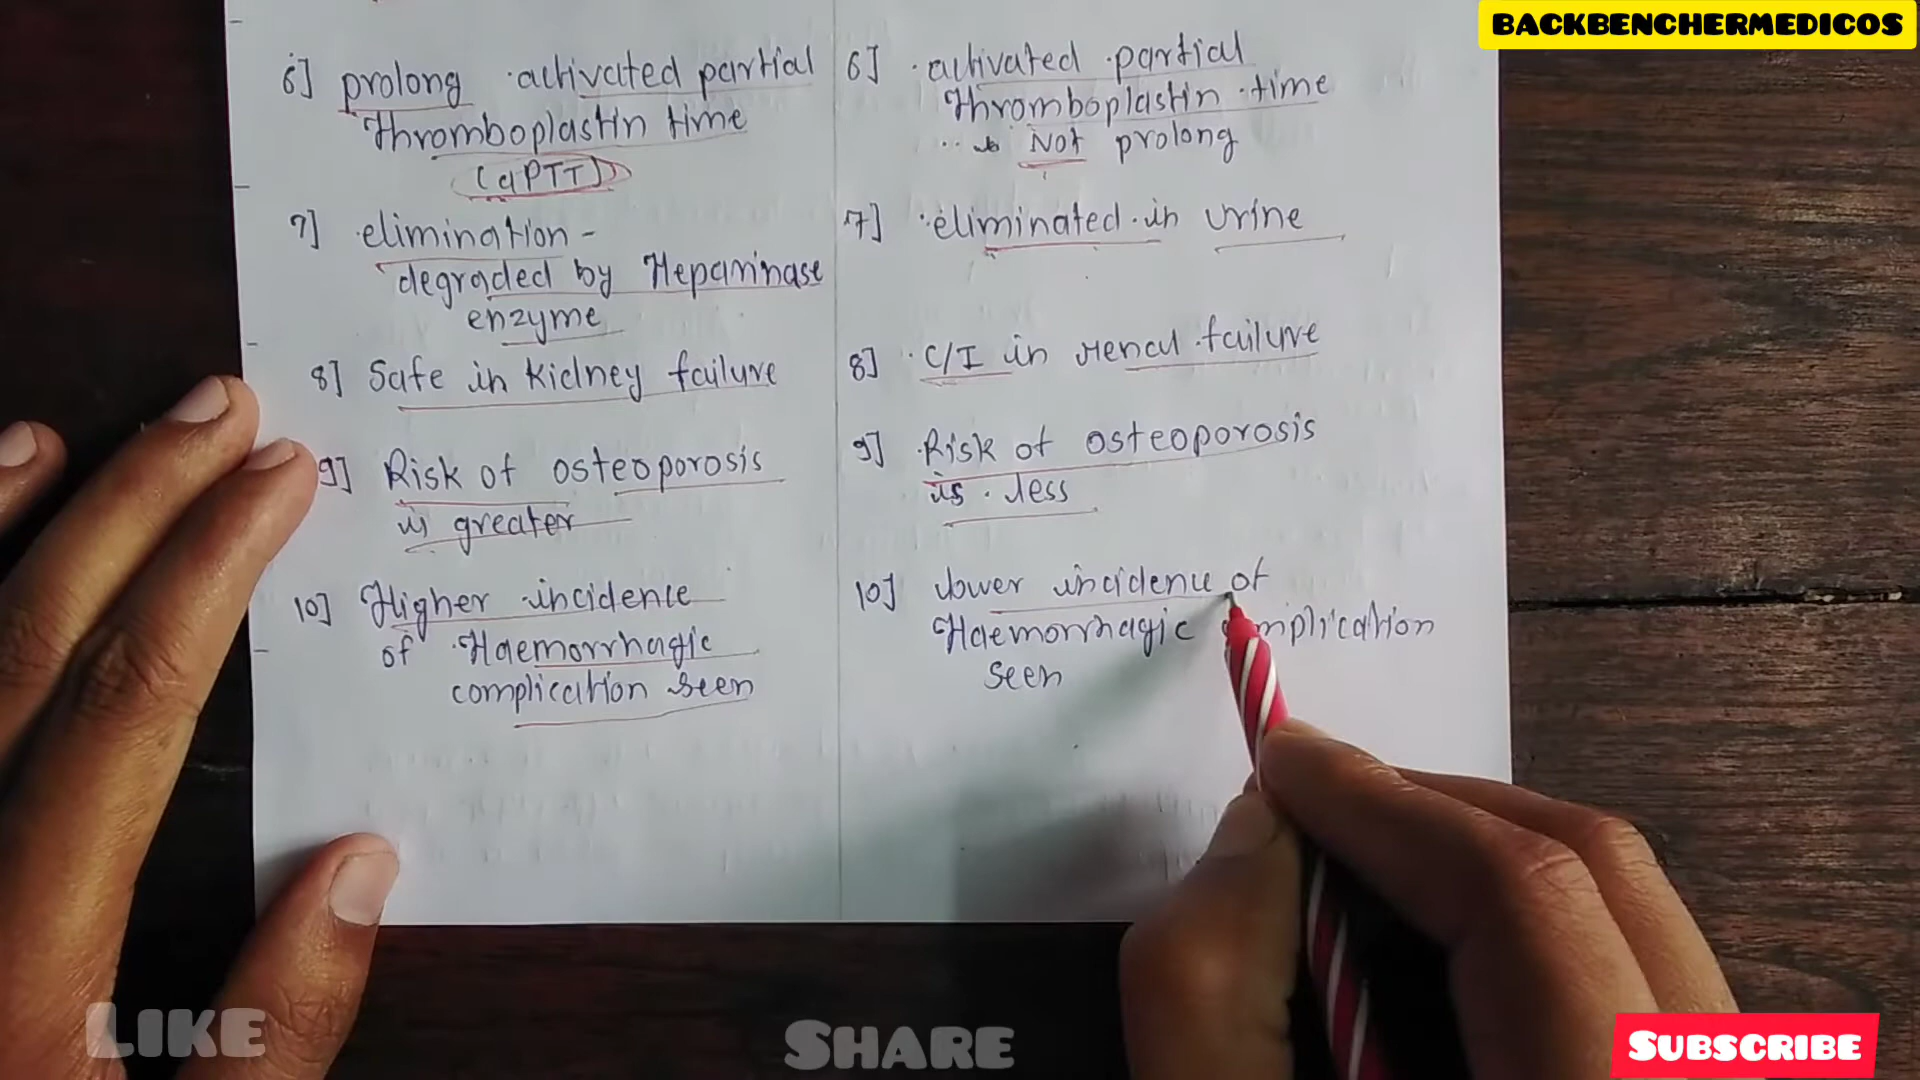 BACKBENCHERMEDICOS
6] prolong activated partial
Thromboplastin time
(aPTT)
7] elimination -
degraded by Heparinase
enzyme
8] Safe in Kidney failure
9] Risk of osteoporosis
is greater
10] Higher incidence
of Haemorrhagic
complication seen
6] activated partial
Thromboplastin time
is Not prolong
7] eliminated in urine
8] C/I in renal failure
9] Risk of osteoporosis
is less
10] lower incidence of
Haemorrhagic complication
seen
LIKE
SHARE
SUBSCRIBE